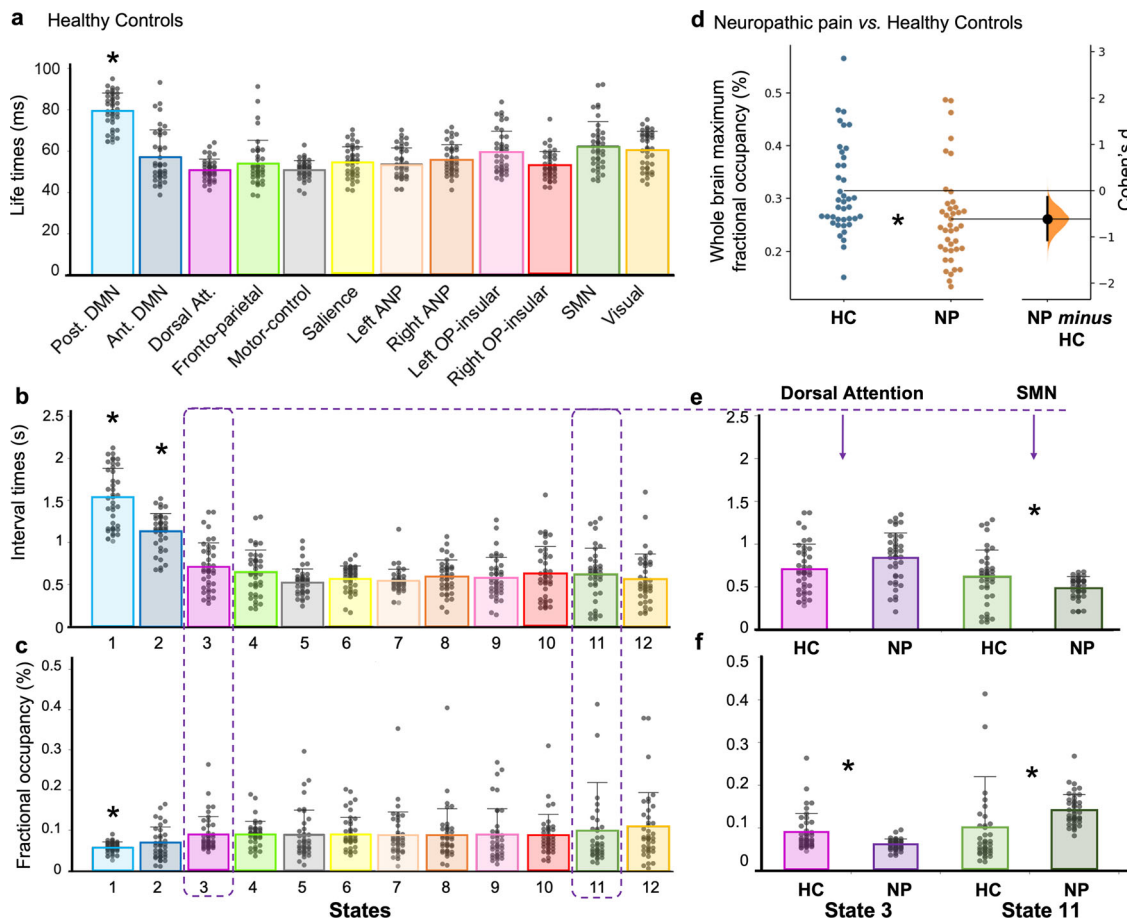 a Healthy Controls
Life times (ms)
100
80
60
40
20
0
*
Post. DMN
Ant. DMN
Dorsal Att.
Fronto-parietal
Motor-control
Salience
Left ANP
Right ANP
Left OP-insular
Right OP-insular
SMN
Visual
d Neuropathic pain vs. Healthy Controls
Whole brain maximum
fractional occupancy (%)
0.5
0.4
0.3
0.2
*
HC NP NP minus
HC
3
2
1
0
−1
−2
Cohen's d
b
Interval times (s)
2.5
2
1.5
1
0.5
0
* *
1 2 3 4 5 6 7 8 9 10 11 12
e
Dorsal Attention SMN
2.5
2
1.5
1
0.5
0
*
HC NP HC NP
c
Fractional occupancy (%)
0.5
0.4
0.3
0.2
0.1
0
*
1 2 3 4 5 6 7 8 9 10 11 12
States
f
0.5
0.4
0.3
0.2
0.1
0
* *
HC NP HC NP
State 3 State 11